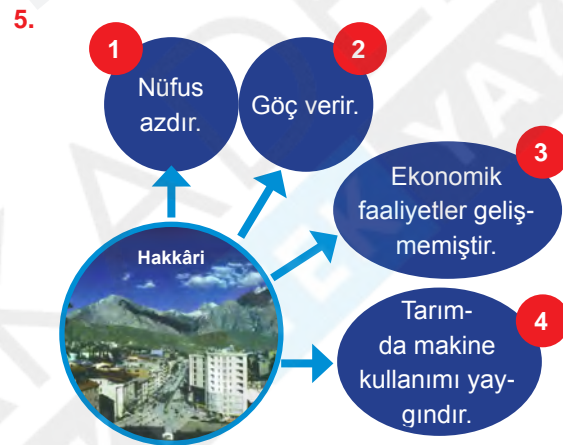 5.
1
Nüfus
azdır.
2
Göç verir.
3
Ekonomik
faaliyetler geliş-
memiştir.
Hakkâri
4
Tarım-
da makine
kullanımı yay-
gındır.